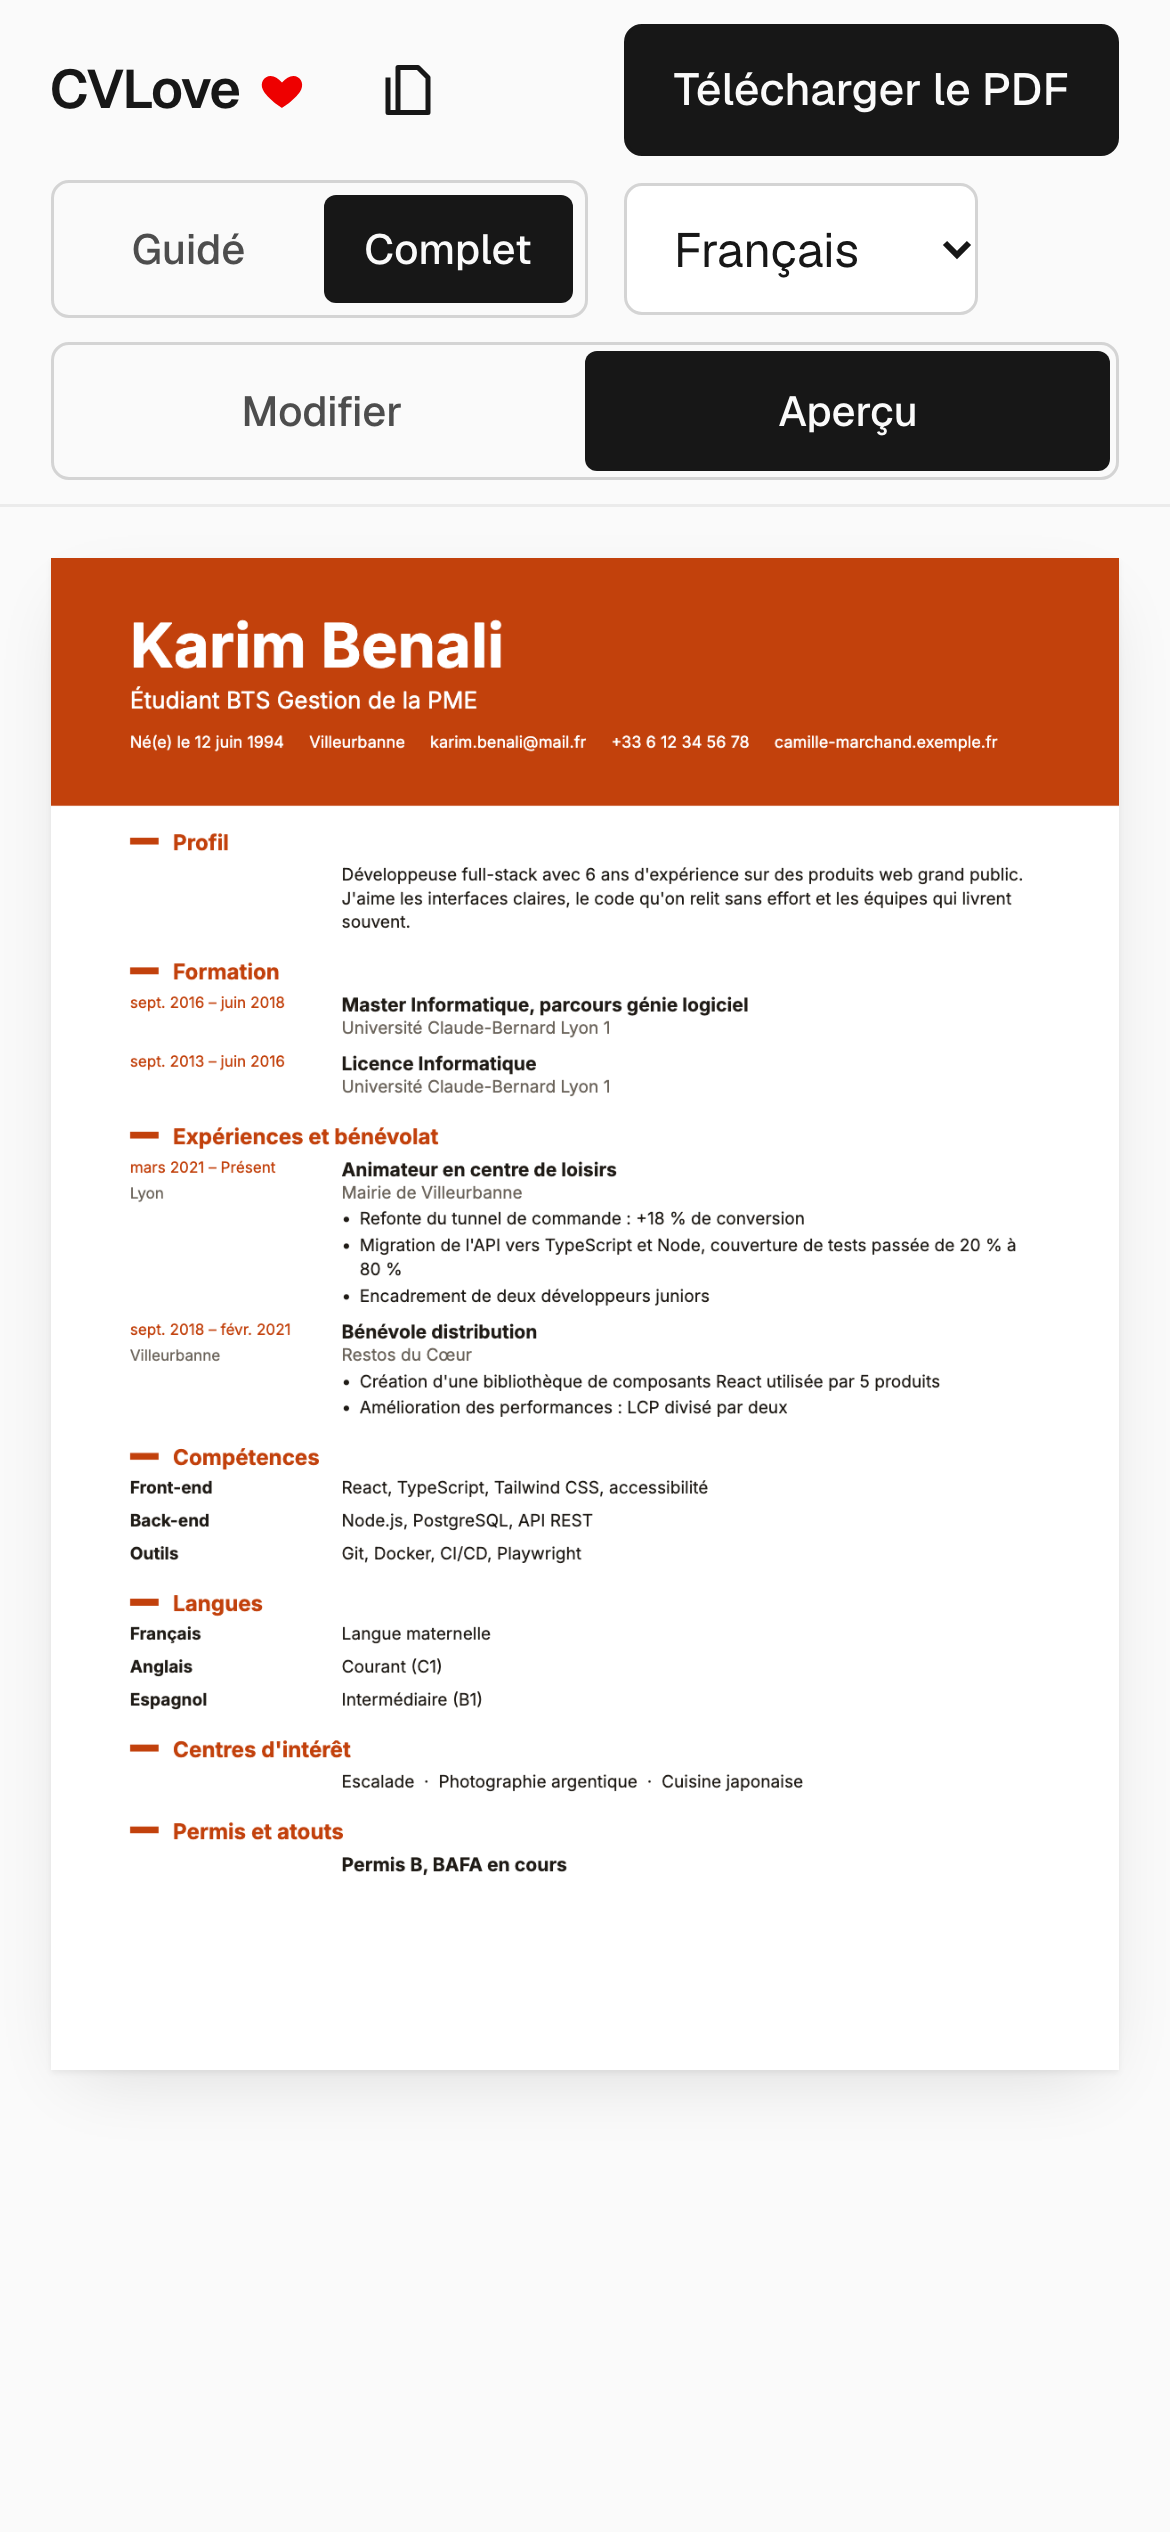 CVLove
Télécharger le PDF
Guidé
Complet
Français
Modifier
Aperçu
Karim Benali
Étudiant BTS Gestion de la PME
Né(e) le 12 juin 1994 Villeurbanne karim.benali@mail.fr +33 6 12 34 56 78 camille-marchand.exemple.fr
Profil
Développeuse full-stack avec 6 ans d'expérience sur des produits web grand public.
J'aime les interfaces claires, le code qu'on relit sans effort et les équipes qui livrent
souvent.
Formation
sept. 2016 – juin 2018
Master Informatique, parcours génie logiciel
Université Claude-Bernard Lyon 1
sept. 2013 – juin 2016
Licence Informatique
Université Claude-Bernard Lyon 1
Expériences et bénévolat
mars 2021 – Présent
Lyon
Animateur en centre de loisirs
Mairie de Villeurbanne
• Refonte du tunnel de commande : +18 % de conversion
• Migration de l'API vers TypeScript et Node, couverture de tests passée de 20 % à
80 %
• Encadrement de deux développeurs juniors
sept. 2018 – févr. 2021
Villeurbanne
Bénévole distribution
Restos du Cœur
• Création d'une bibliothèque de composants React utilisée par 5 produits
• Amélioration des performances : LCP divisé par deux
Compétences
Front-end React, TypeScript, Tailwind CSS, accessibilité
Back-end Node.js, PostgreSQL, API REST
Outils Git, Docker, CI/CD, Playwright
Langues
Français Langue maternelle
Anglais Courant (C1)
Espagnol Intermédiaire (B1)
Centres d'intérêt
Escalade · Photographie argentique · Cuisine japonaise
Permis et atouts
Permis B, BAFA en cours